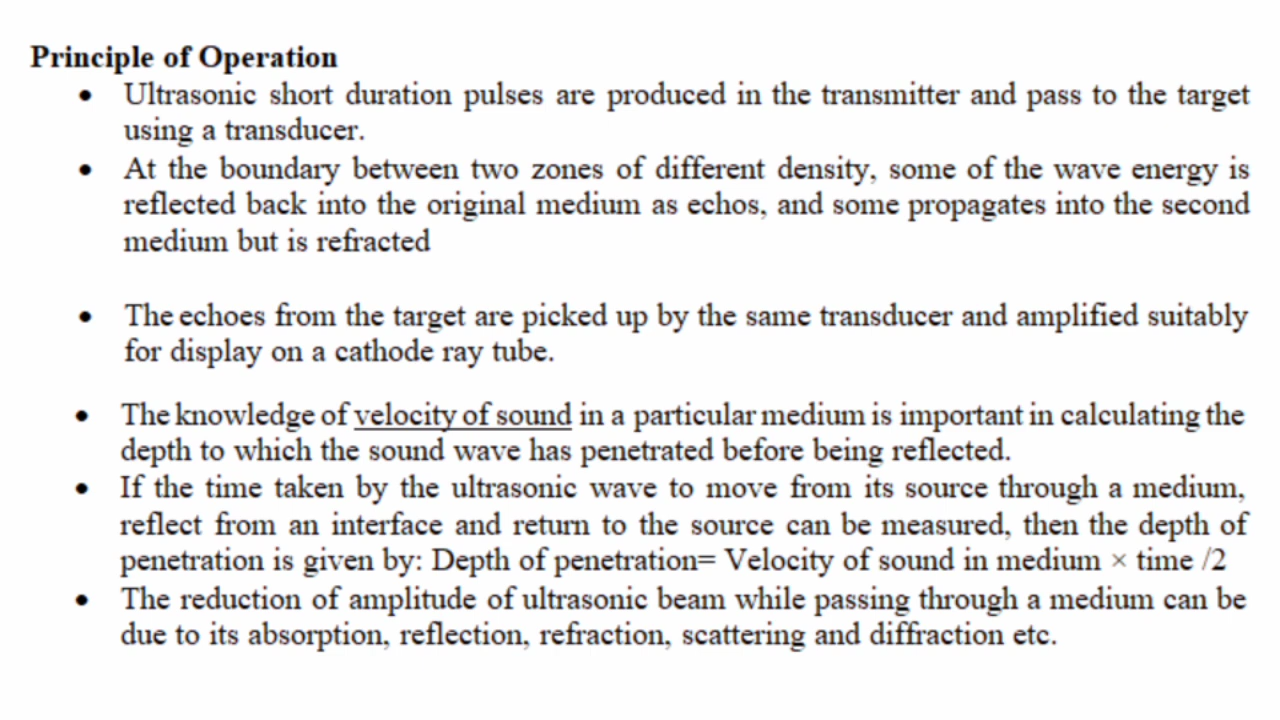 Principle of Operation
• Ultrasonic short duration pulses are produced in the transmitter and pass to the target
using a transducer.
• At the boundary between two zones of different density, some of the wave energy is
reflected back into the original medium as echos, and some propagates into the second
medium but is refracted
• The echoes from the target are picked up by the same transducer and amplified suitably
for display on a cathode ray tube.
• The knowledge of velocity of sound in a particular medium is important in calculating the
depth to which the sound wave has penetrated before being reflected.
• If the time taken by the ultrasonic wave to move from its source through a medium,
reflect from an interface and return to the source can be measured, then the depth of
penetration is given by: Depth of penetration= Velocity of sound in medium × time /2
• The reduction of amplitude of ultrasonic beam while passing through a medium can be
due to its absorption, reflection, refraction, scattering and diffraction etc.